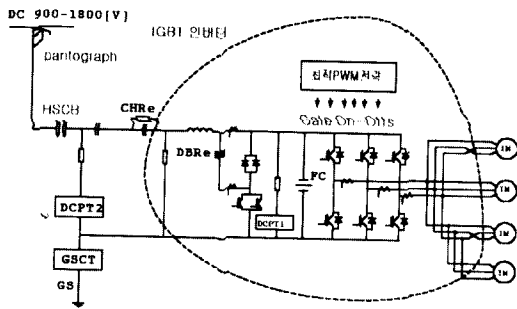 DC 900-1800[V]
IGBT 인버터
pantograph
HSCB
CHRe
DBRe
FC
DCPT1
DCPT2
GSCT
GS
IM
IM
IM
IM